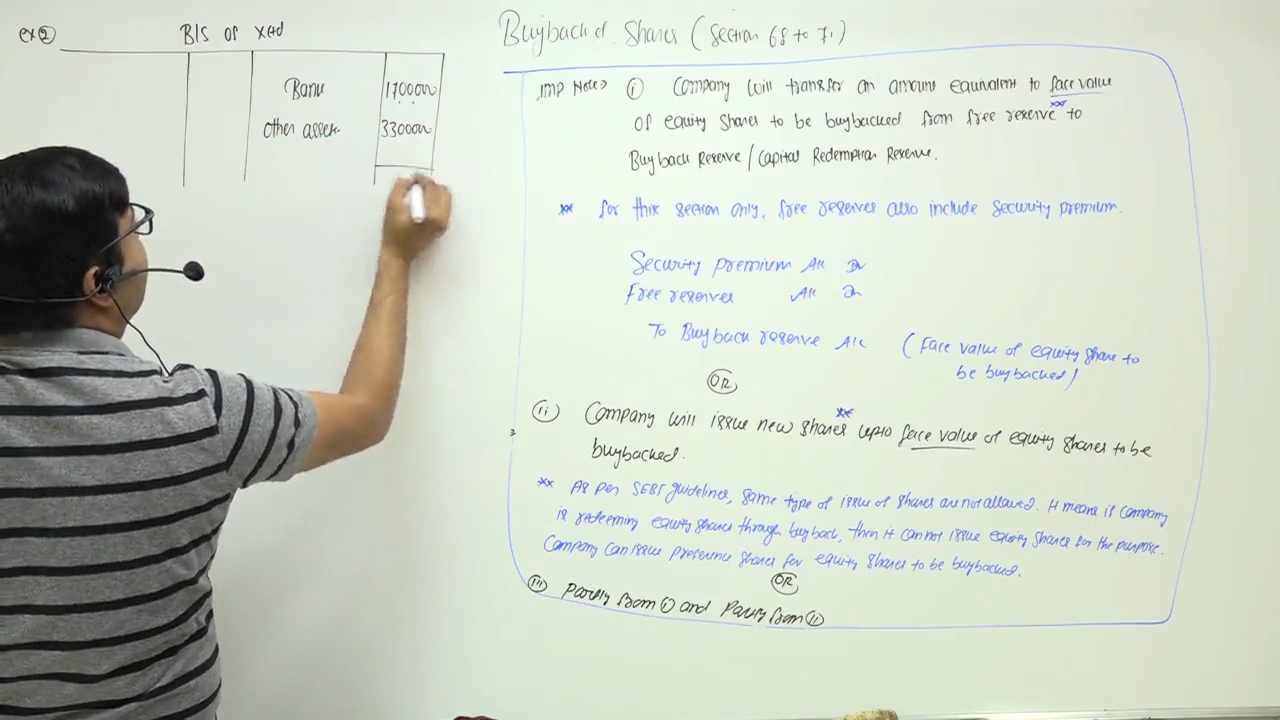 ex ②
B/S of xltd
Bank 1700000
other assets 3300000
Buyback of Shares (Section 68 to 71)
IMP Note → ① Company will transfer an amount equivalent to face value
of equity shares to be buybacked from free reserve ** to
Buyback Reserve / Capital Redemption Reserve.
** for this section only, free reserves also include security premium.
Security premium A/c Dr
Free reserves A/c Dr
To Buyback reserve A/c (Face value of equity share to
be buybacked)
OR
(ii) Company will issue new shares ** upto face value of equity shares to be
buybacked.
** As per SEBI guidelines, same type of issue of shares are not allowed. It means if company
is redeeming equity shares through buyback, then it cannot issue equity shares for the purpose.
Company can issue preference shares for equity shares to be buybacked.
OR
(iii) Partly from ① and Partly from (ii)